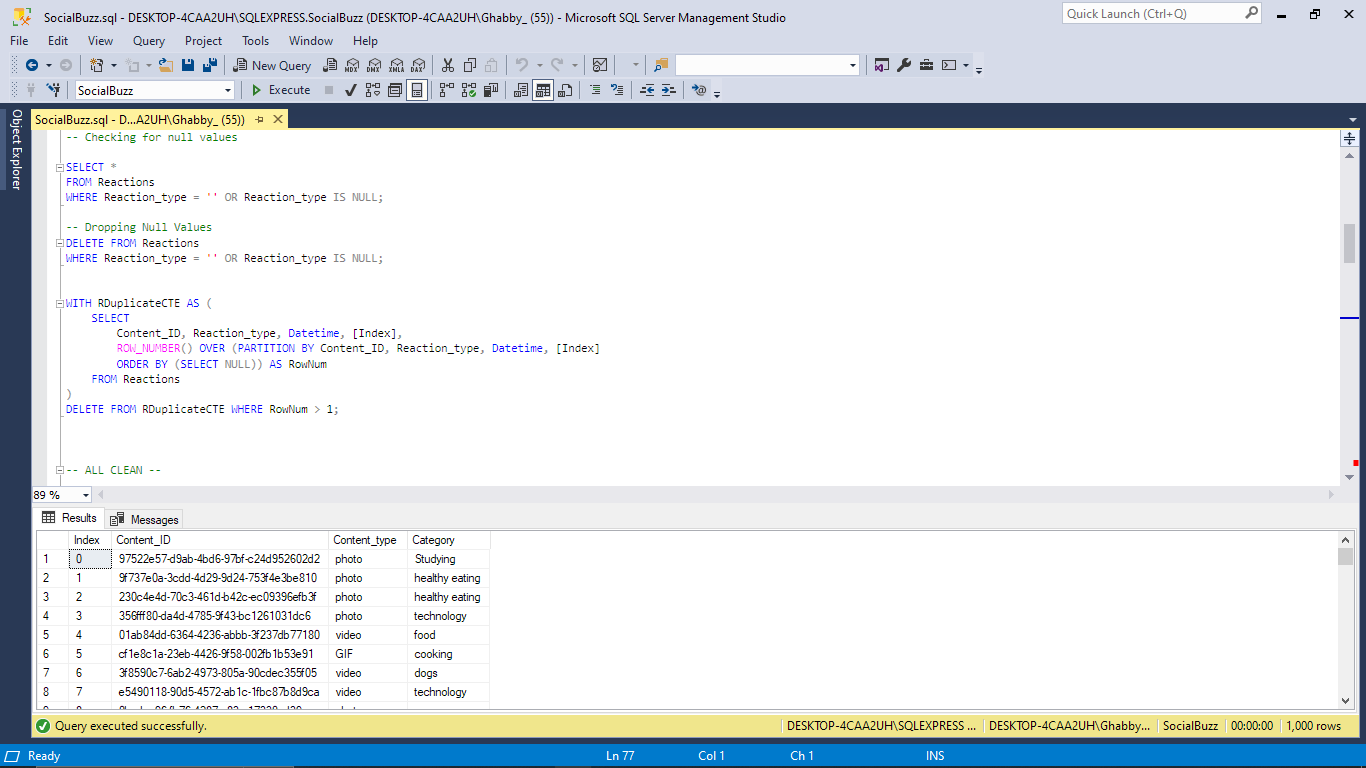 SocialBuzz.sql - DESKTOP-4CAA2UH\SQLEXPRESS.SocialBuzz (DESKTOP-4CAA2UH\Ghabby_ (55)) - Microsoft SQL Server Management Studio
Quick Launch (Ctrl+Q)
File Edit View Query Project Tools Window Help
New Query MDX DMX XMLA DAX
SocialBuzz Execute
Object Explorer
SocialBuzz.sql - D...A2UH\Ghabby_ (55))
-- Checking for null values
SELECT *
FROM Reactions
WHERE Reaction_type = '' OR Reaction_type IS NULL;
-- Dropping Null Values
DELETE FROM Reactions
WHERE Reaction_type = '' OR Reaction_type IS NULL;
WITH RDuplicateCTE AS (
SELECT
Content_ID, Reaction_type, Datetime, [Index],
ROW_NUMBER() OVER (PARTITION BY Content_ID, Reaction_type, Datetime, [Index]
ORDER BY (SELECT NULL)) AS RowNum
FROM Reactions
)
DELETE FROM RDuplicateCTE WHERE RowNum > 1;
-- ALL CLEAN --
89 %
Results Messages
Index Content_ID Content_type Category
1 0 97522e57-d9ab-4bd6-97bf-c24d952602d2 photo Studying
2 1 9f737e0a-3cdd-4d29-9d24-753f4e3be810 photo healthy eating
3 2 230c4e4d-70c3-461d-b42c-ec09396efb3f photo healthy eating
4 3 356fff80-da4d-4785-9f43-bc1261031dc6 photo technology
5 4 01ab84dd-6364-4236-abbb-3f237db77180 video food
6 5 cf1e8c1a-23eb-4426-9f58-002fb1b53e91 GIF cooking
7 6 3f8590c7-6ab2-4973-805a-90cdec355f05 video dogs
8 7 e5490118-90d5-4572-ab1c-1fbc87b8d9ca video technology
Query executed successfully. DESKTOP-4CAA2UH\SQLEXPRESS ... DESKTOP-4CAA2UH\Ghabby... SocialBuzz 00:00:00 1,000 rows
Ready Ln 77 Col 1 Ch 1 INS